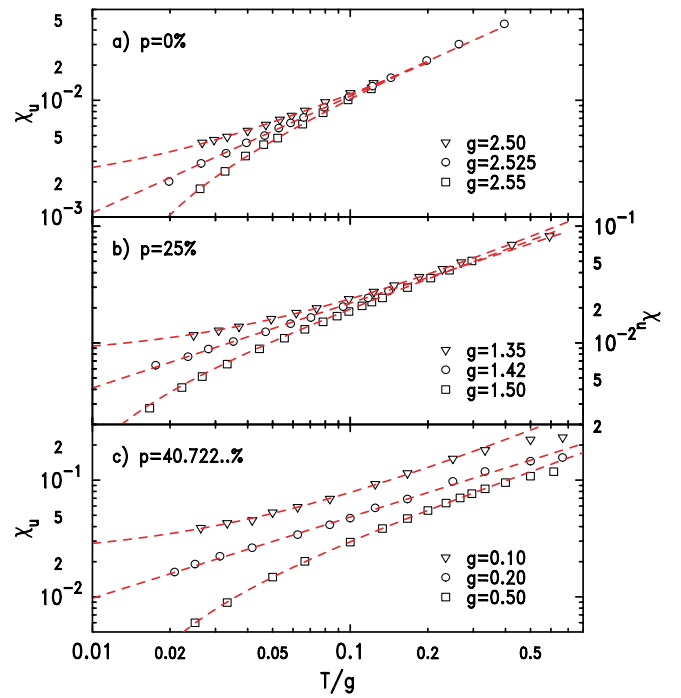 5
2
10⁻²
5
2
10⁻³
χᵤ
a) p=0%
g=2.50
g=2.525
g=2.55
b) p=25%
10⁻¹
5
2
10⁻²
5
2
χᵤ
g=1.35
g=1.42
g=1.50
c) p=40.722..%
2
10⁻¹
5
2
10⁻²
χᵤ
g=0.10
g=0.20
g=0.50
0.01 0.02 0.05 0.1 0.2 0.5
T/g